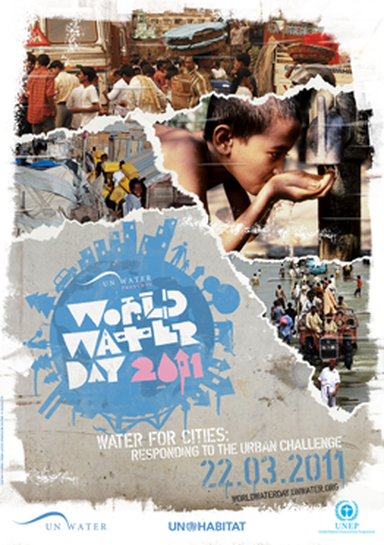 UN WATER
PRESENTS
WORLD
WATER
DAY 2011
WATER FOR CITIES:
RESPONDING TO THE URBAN CHALLENGE
22.03.2011
WORLDWATERDAY.UNWATER.ORG
UN WATER
UN HABITAT
UNEP